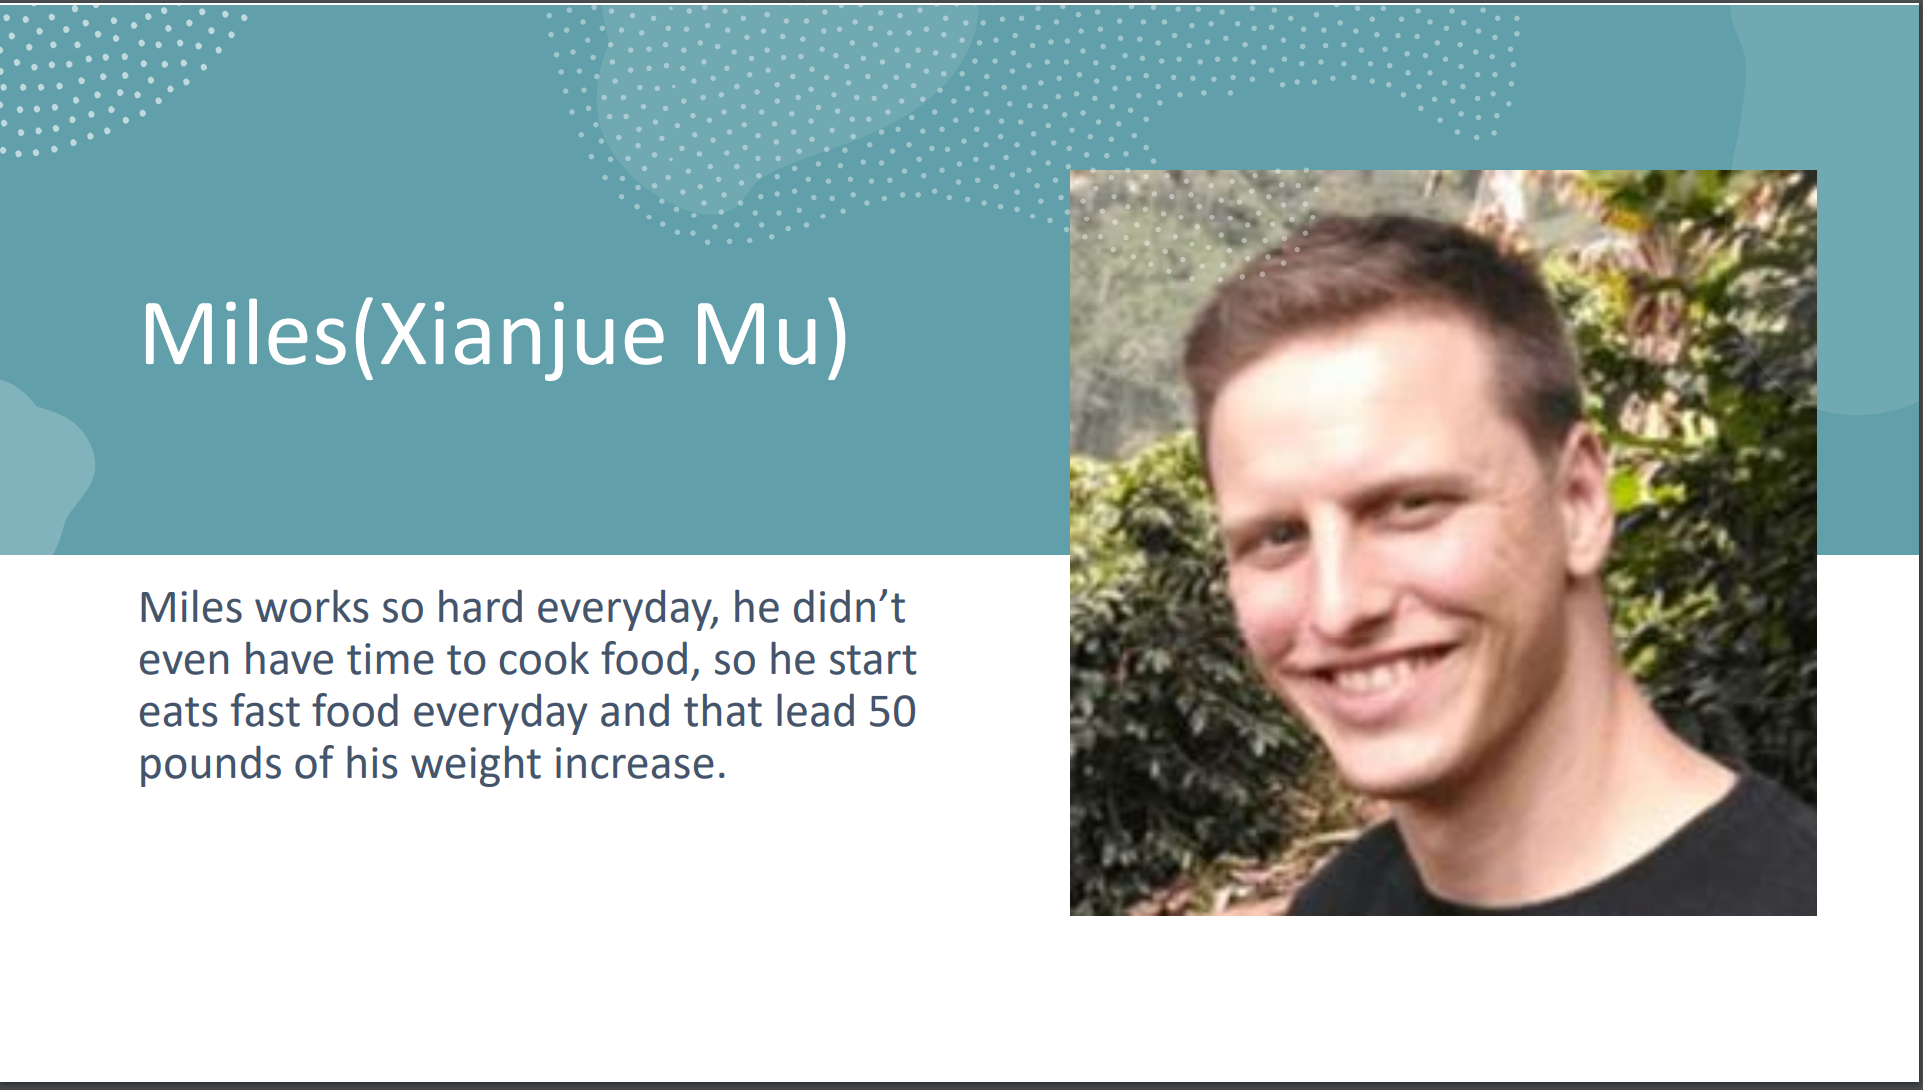 Miles(Xianjue Mu)
Miles works so hard everyday, he didn’t
even have time to cook food, so he start
eats fast food everyday and that lead 50
pounds of his weight increase.